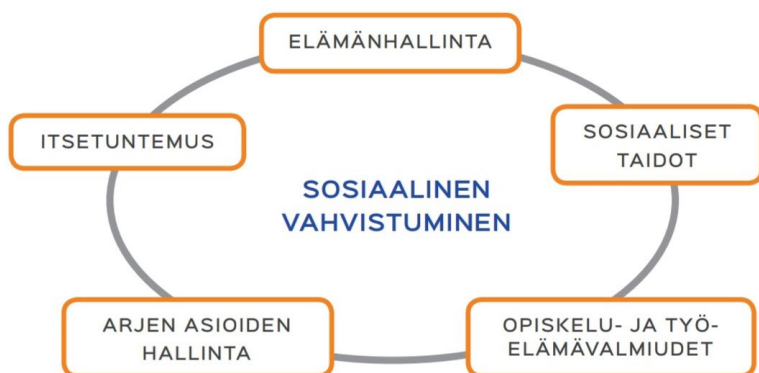 ELÄMÄNHALLINTA
ITSETUNTEMUS
SOSIAALISET
TAIDOT
SOSIAALINEN
VAHVISTUMINEN
ARJEN ASIOIDEN
HALLINTA
OPISKELU- JA TYÖ-
ELÄMÄVALMIUDET